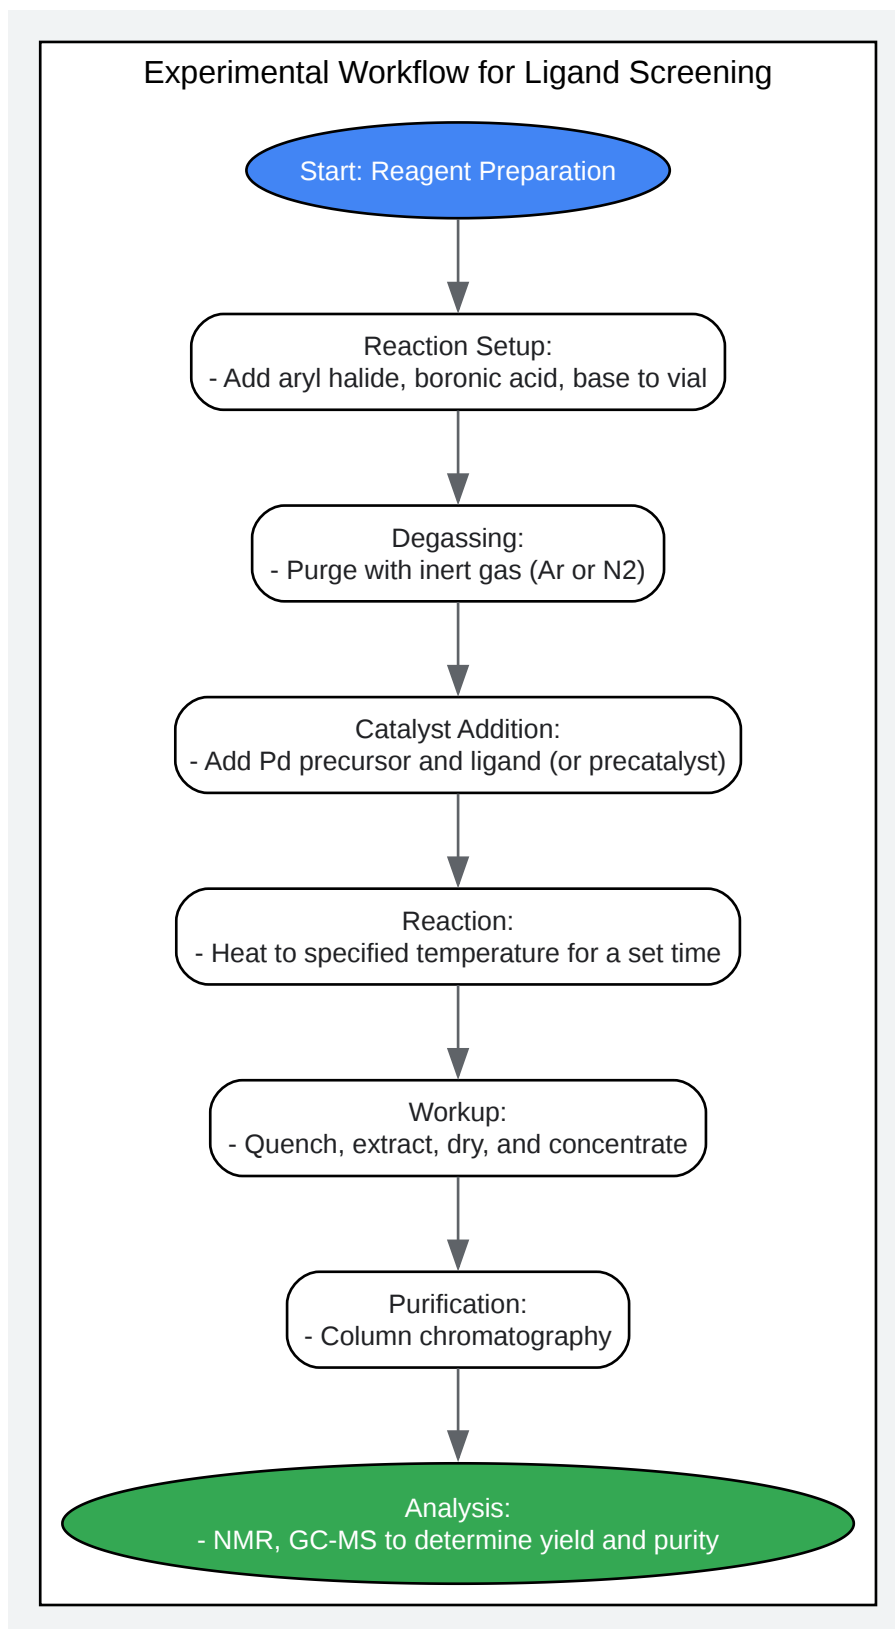 Experimental Workflow for Ligand Screening
Start: Reagent Preparation
Reaction Setup:
- Add aryl halide, boronic acid, base to vial
Degassing:
- Purge with inert gas (Ar or N2)
Catalyst Addition:
- Add Pd precursor and ligand (or precatalyst)
Reaction:
- Heat to specified temperature for a set time
Workup:
- Quench, extract, dry, and concentrate
Purification:
- Column chromatography
Analysis:
- NMR, GC-MS to determine yield and purity